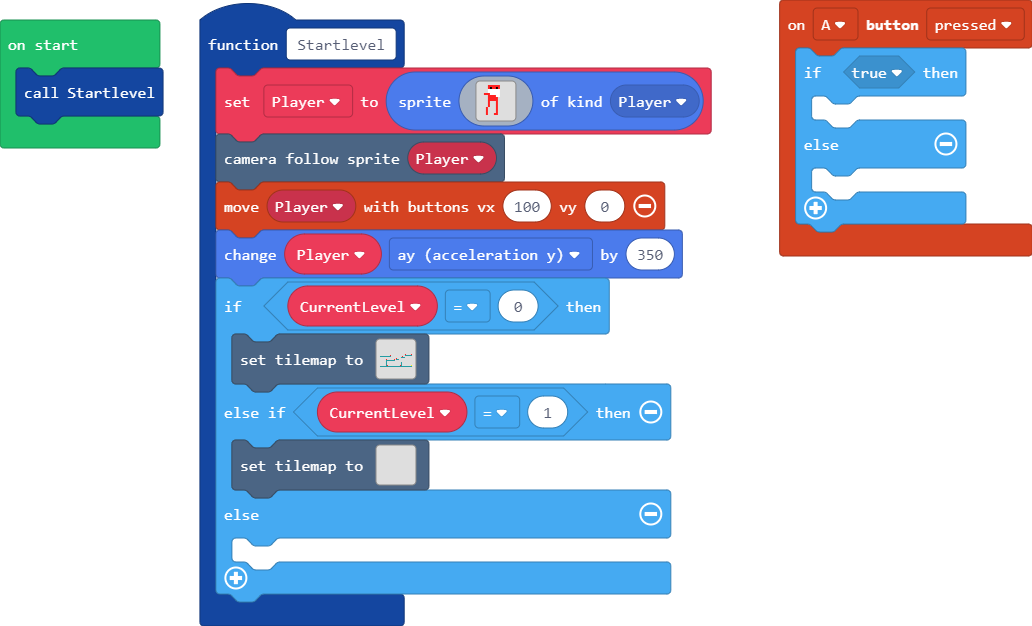 on start
call Startlevel
function Startlevel
set Player to sprite of kind Player
camera follow sprite Player
move Player with buttons vx 100 vy 0
change Player ay (acceleration y) by 350
if CurrentLevel = 0 then
set tilemap to
else if CurrentLevel = 1 then
set tilemap to
else
on A button pressed
if true then
else